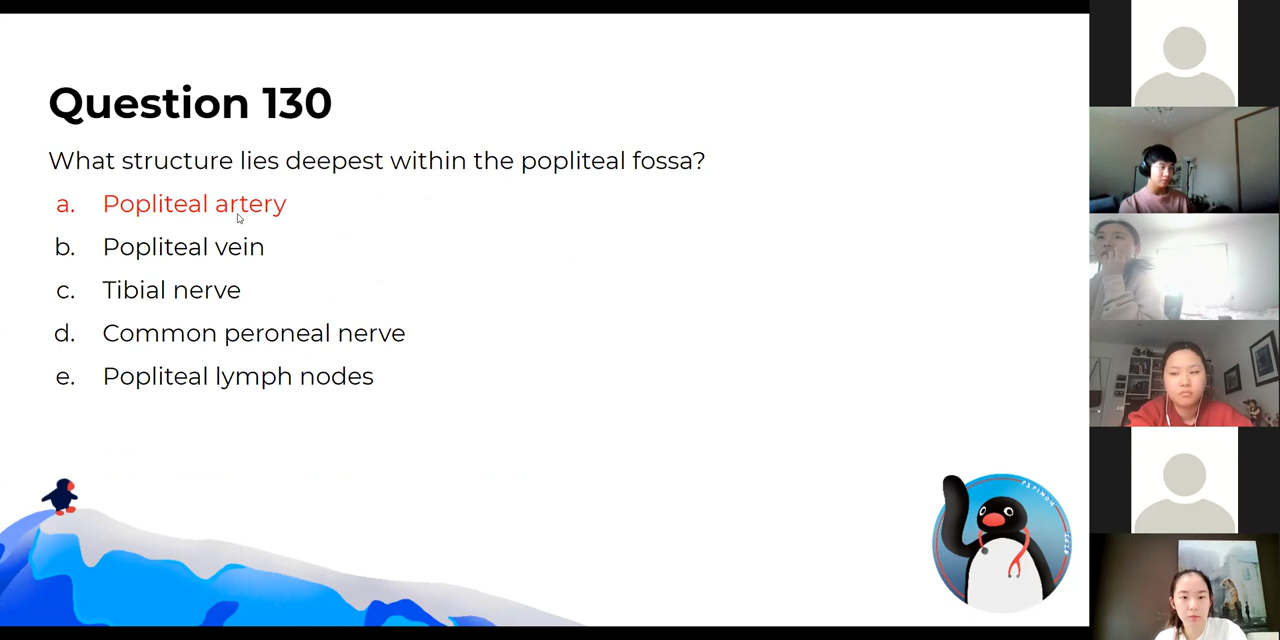 Question 130
What structure lies deepest within the popliteal fossa?
a. Popliteal artery
b. Popliteal vein
c. Tibial nerve
d. Common peroneal nerve
e. Popliteal lymph nodes